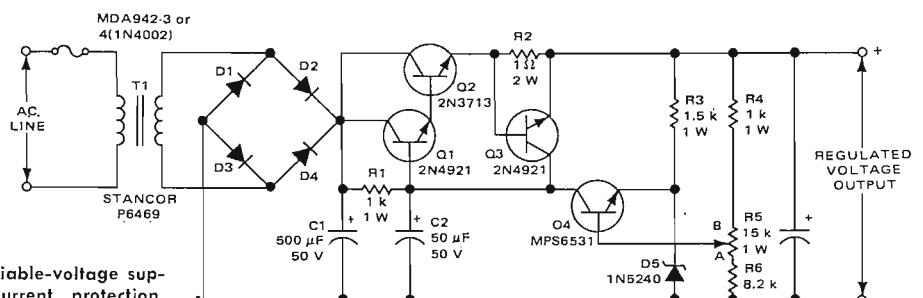 MDA942-3 or
4(1N4002)
T1
AC.
LINE
STANCOR
P6469
D1
D2
D3
D4
Q2
2N3713
Q1
2N4921
R1
1 k
1 W
C1
500 μF
50 V
C2
50 μF
50 V
R2
1 Ω
2 W
Q3
2N4921
Q4
MPS6531
R3
1.5 k
1 W
R4
1 k
1 W
B
A
R5
15 k
1 W
R6
8.2 k
D5
1N5240
+
+
+
+
REGULATED
VOLTAGE
OUTPUT
iable-voltage sup-
urrent protection